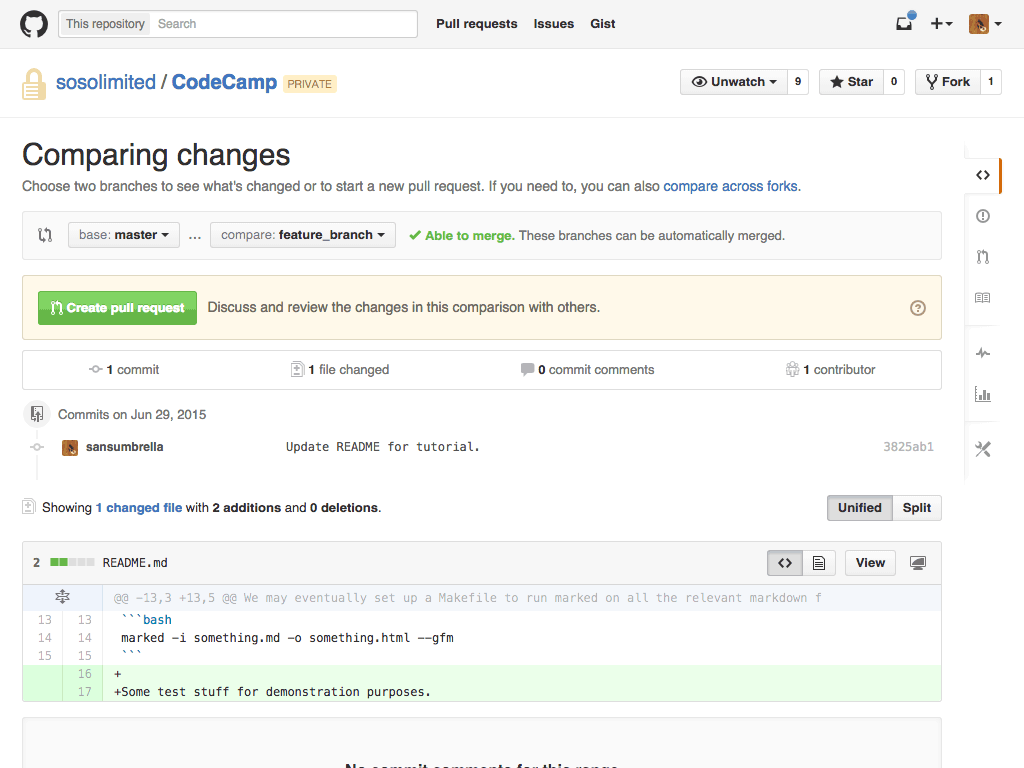 This repository Search Pull requests Issues Gist
sosolimited / CodeCamp PRIVATE Unwatch 9 Star 0 Fork 1
Comparing changes
Choose two branches to see what's changed or to start a new pull request. If you need to, you can also compare across forks.
base: master ... compare: feature_branch Able to merge. These branches can be automatically merged.
Create pull request Discuss and review the changes in this comparison with others.
1 commit 1 file changed 0 commit comments 1 contributor
Commits on Jun 29, 2015
sansumbrella Update README for tutorial. 3825ab1
Showing 1 changed file with 2 additions and 0 deletions. Unified Split
2 README.md <> View
@@ -13,3 +13,5 @@ We may eventually set up a Makefile to run marked on all the relevant markdown f
13 13 ```bash
14 14 marked -i something.md -o something.html --gfm
15 15 ```
16 +
17 +Some test stuff for demonstration purposes.
No commit comments for this range